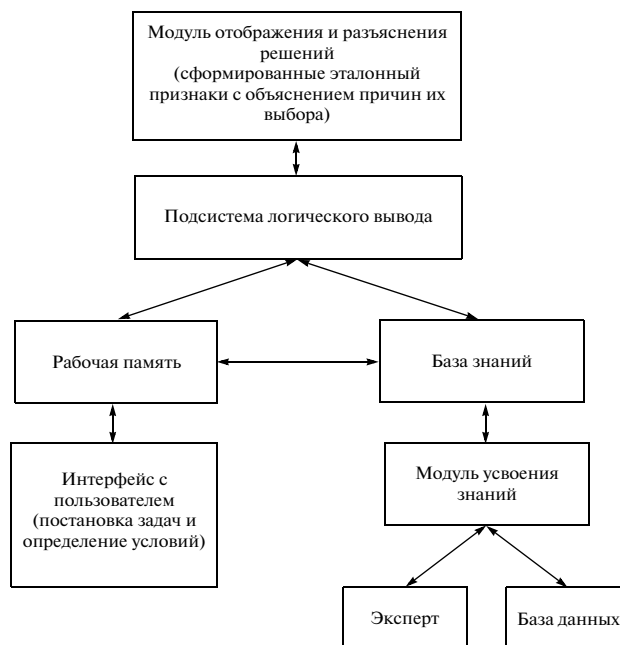 Модуль отображения и разъяснения
решений
(сформированные эталонный
признаки с объяснением причин их
выбора)
Подсистема логического вывода
Рабочая память
База знаний
Интерфейс с
пользователем
(постановка задач и
определение условий)
Модуль усвоения
знаний
Эксперт
База данных